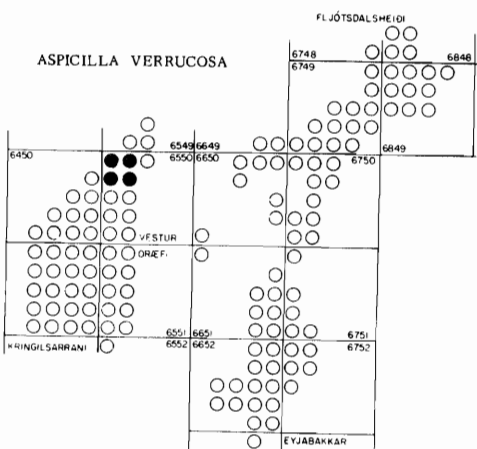 FLJÓTSDALSHEIÐI
ASPICILLA VERRUCOSA
6748 6848
6749
6549 6649
6450 6550 6650 6750 6849
VESTUR
ÖRÆFI
6551 6651 6751
KRINGILSÁRRANI 6552 6652 6752
EYJABAKKAR